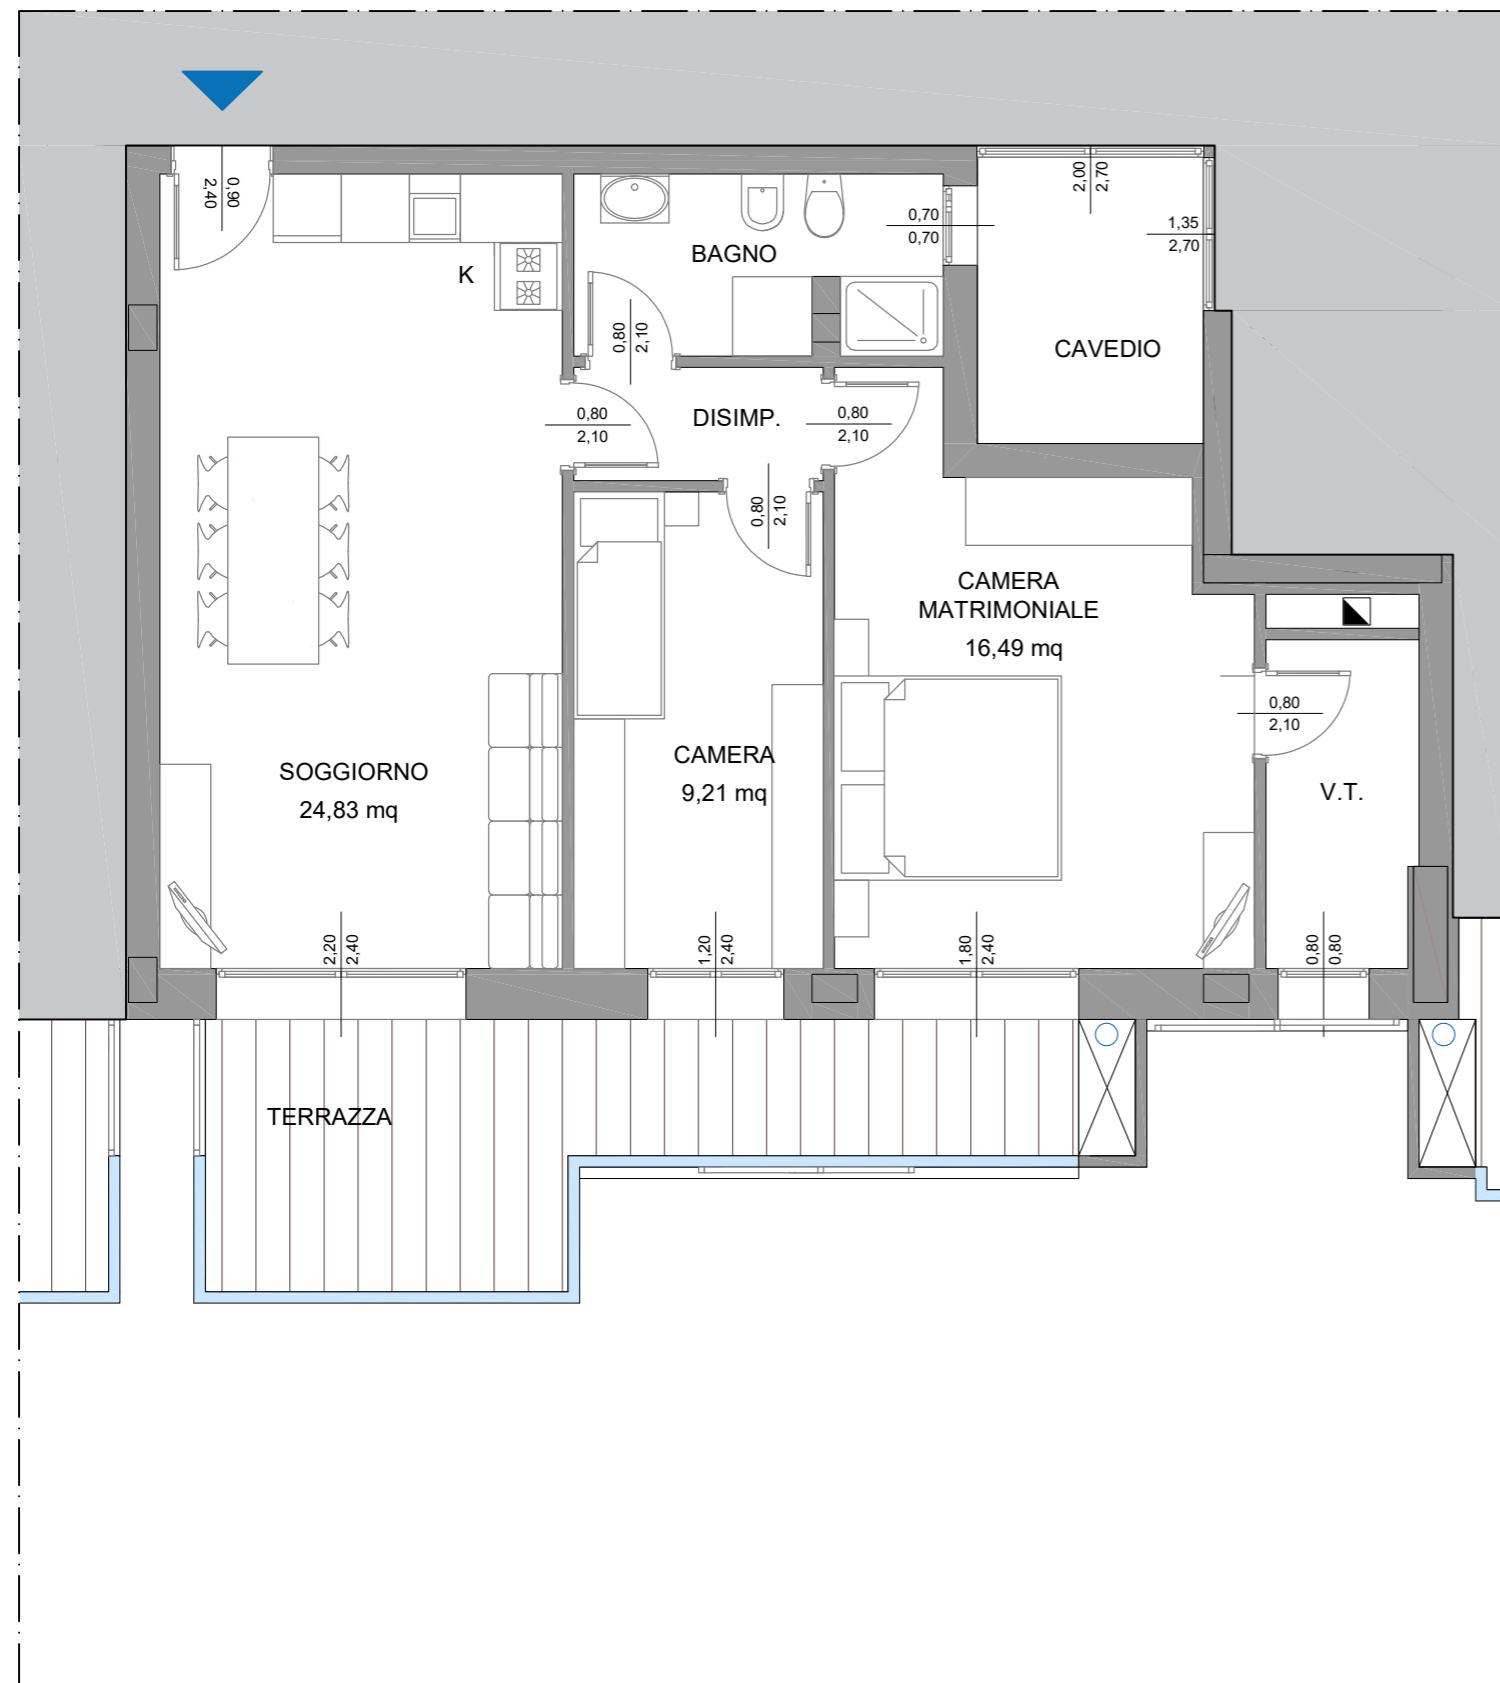 0,90
2,40
2,00
2,70
1,35
2,70
0,70
0,70
BAGNO
K
0,80
2,10
CAVEDIO
0,80
2,10
DISIMP.
0,80
2,10
0,80
2,10
CAMERA
MATRIMONIALE
16,49 mq
0,80
2,10
SOGGIORNO
24,83 mq
CAMERA
9,21 mq
V.T.
2,20
2,40
1,20
2,40
1,80
2,40
0,80
0,80
TERRAZZA